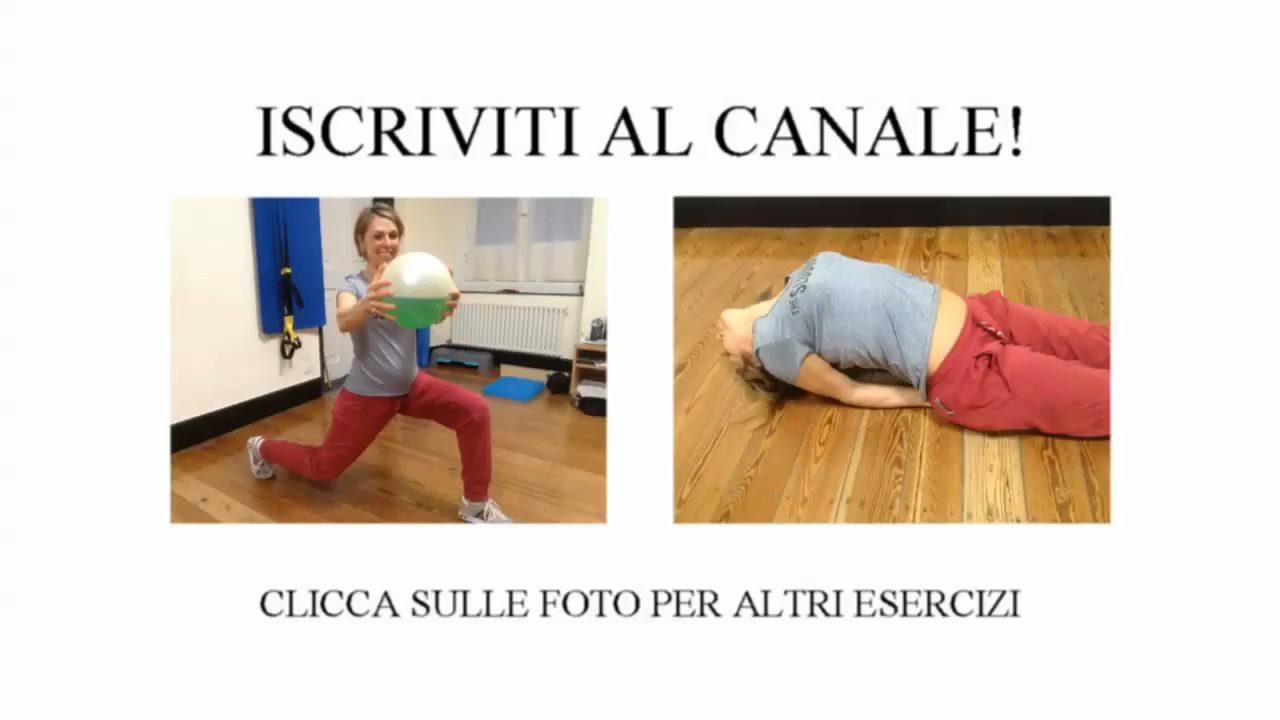 ISCRIVITI AL CANALE!
CLICCA SULLE FOTO PER ALTRI ESERCIZI